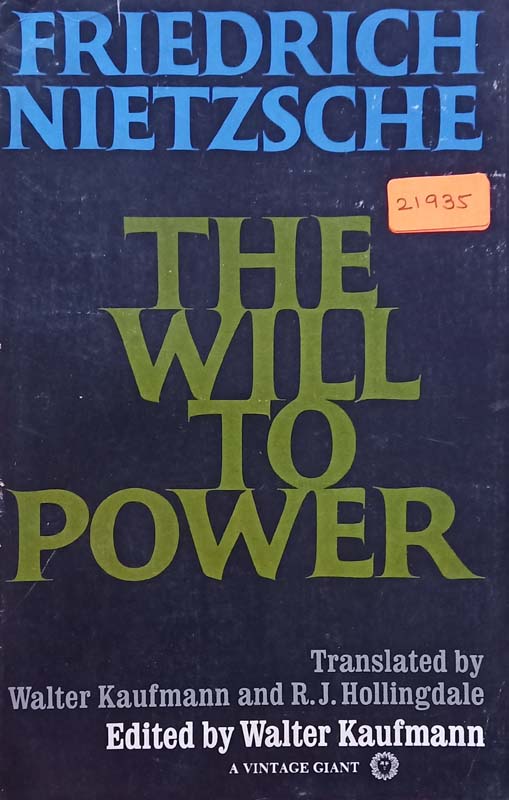 FRIEDRICH
NIETZSCHE
21935
THE
WILL
TO
POWER
Translated by
Walter Kaufmann and R.J. Hollingdale
Edited by Walter Kaufmann
A VINTAGE GIANT